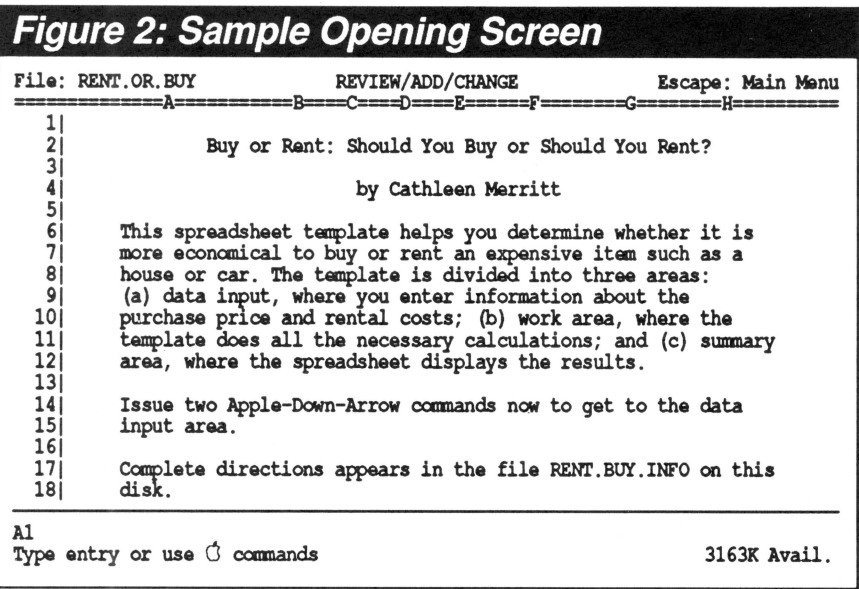 Figure 2: Sample Opening Screen
File: RENT.OR.BUY REVIEW/ADD/CHANGE Escape: Main Menu
===============A============B====C====D====E======F========G========H===========
1|
2| Buy or Rent: Should You Buy or Should You Rent?
3|
4| by Cathleen Merritt
5|
6| This spreadsheet template helps you determine whether it is
7| more economical to buy or rent an expensive item such as a
8| house or car. The template is divided into three areas:
9| (a) data input, where you enter information about the
10| purchase price and rental costs; (b) work area, where the
11| template does all the necessary calculations; and (c) summary
12| area, where the spreadsheet displays the results.
13|
14| Issue two Apple-Down-Arrow commands now to get to the data
15| input area.
16|
17| Complete directions appears in the file RENT.BUY.INFO on this
18| disk.
A1
Type entry or use commands 3163K Avail.